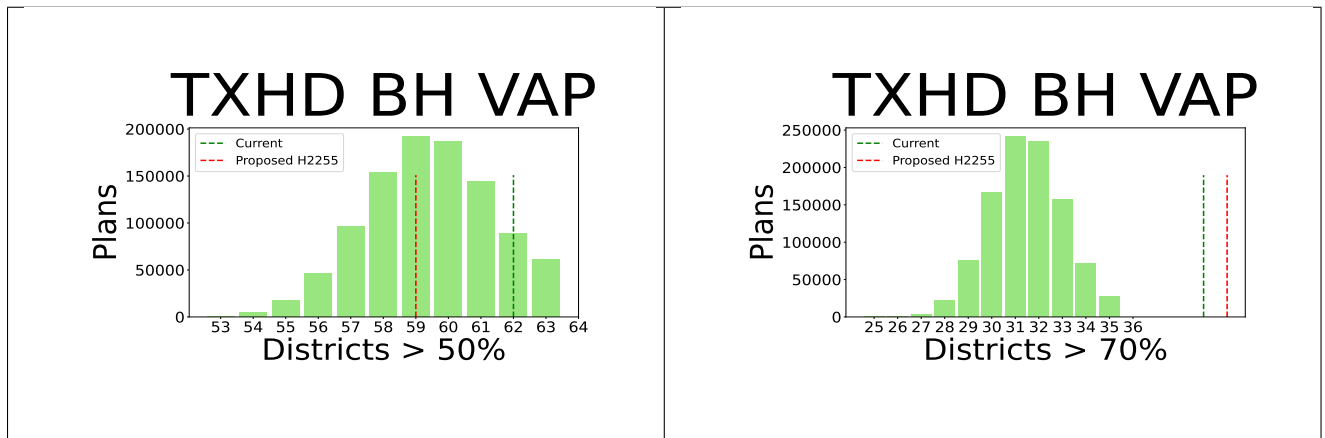 TXHD BH VAP
200000
150000
100000
50000
0
Plans
Current
Proposed H2255
53 54 55 56 57 58 59 60 61 62 63 64
Districts > 50%
TXHD BH VAP
250000
200000
150000
100000
50000
0
Plans
Current
Proposed H2255
25 26 27 28 29 30 31 32 33 34 35 36
Districts > 70%